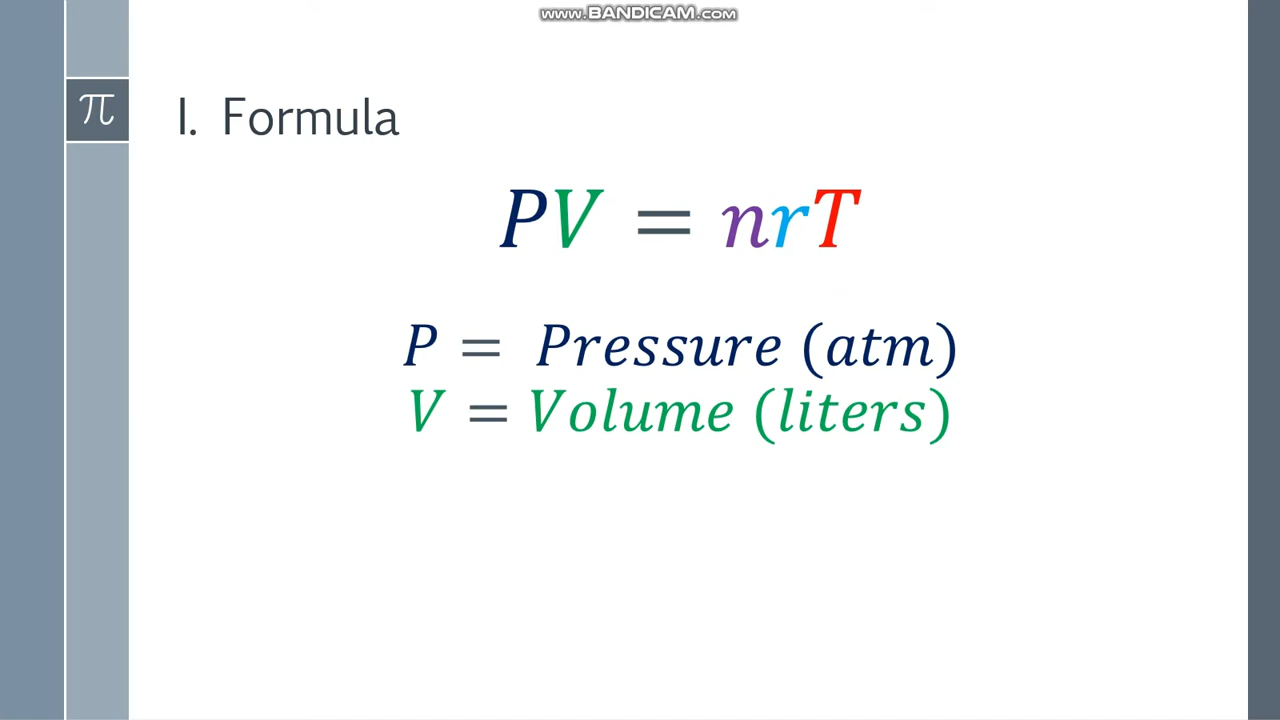 www.BANDICAM.com
π
I. Formula
PV = nrT
P = Pressure (atm)
V = Volume (liters)